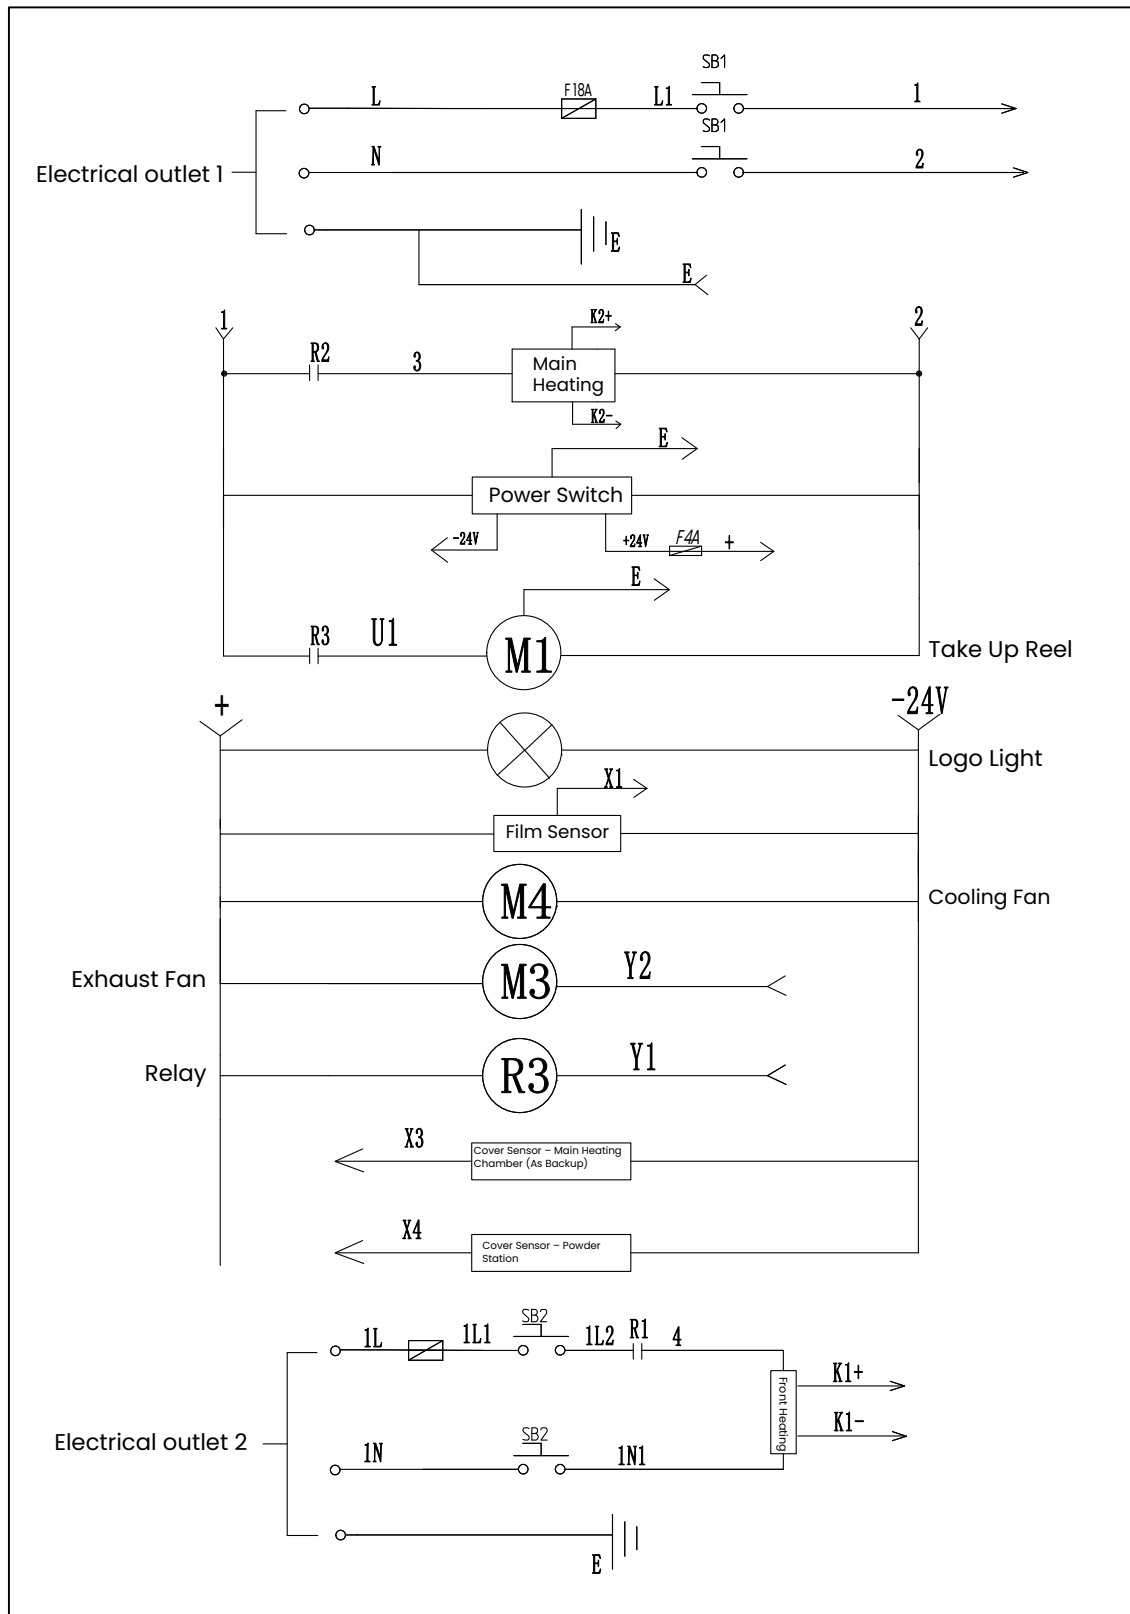 SB1
L
F18A
L1
1
SB1
N
2
Electrical outlet 1
E
E
1
K2+
2
R2
3
Main
Heating
K2-
E
Power Switch
-24V
+24V
F4A
+
E
R3
U1
M1
Take Up Reel
+
-24V
Logo Light
X1
Film Sensor
M4
Cooling Fan
Exhaust Fan
M3
Y2
Relay
R3
Y1
X3
Cover Sensor – Main Heating
Chamber (As Backup)
X4
Cover Sensor – Powder
Station
SB2
1L
1L1
1L2
R1
4
Front Heating
K1+
K1-
Electrical outlet 2
SB2
1N
1N1
E